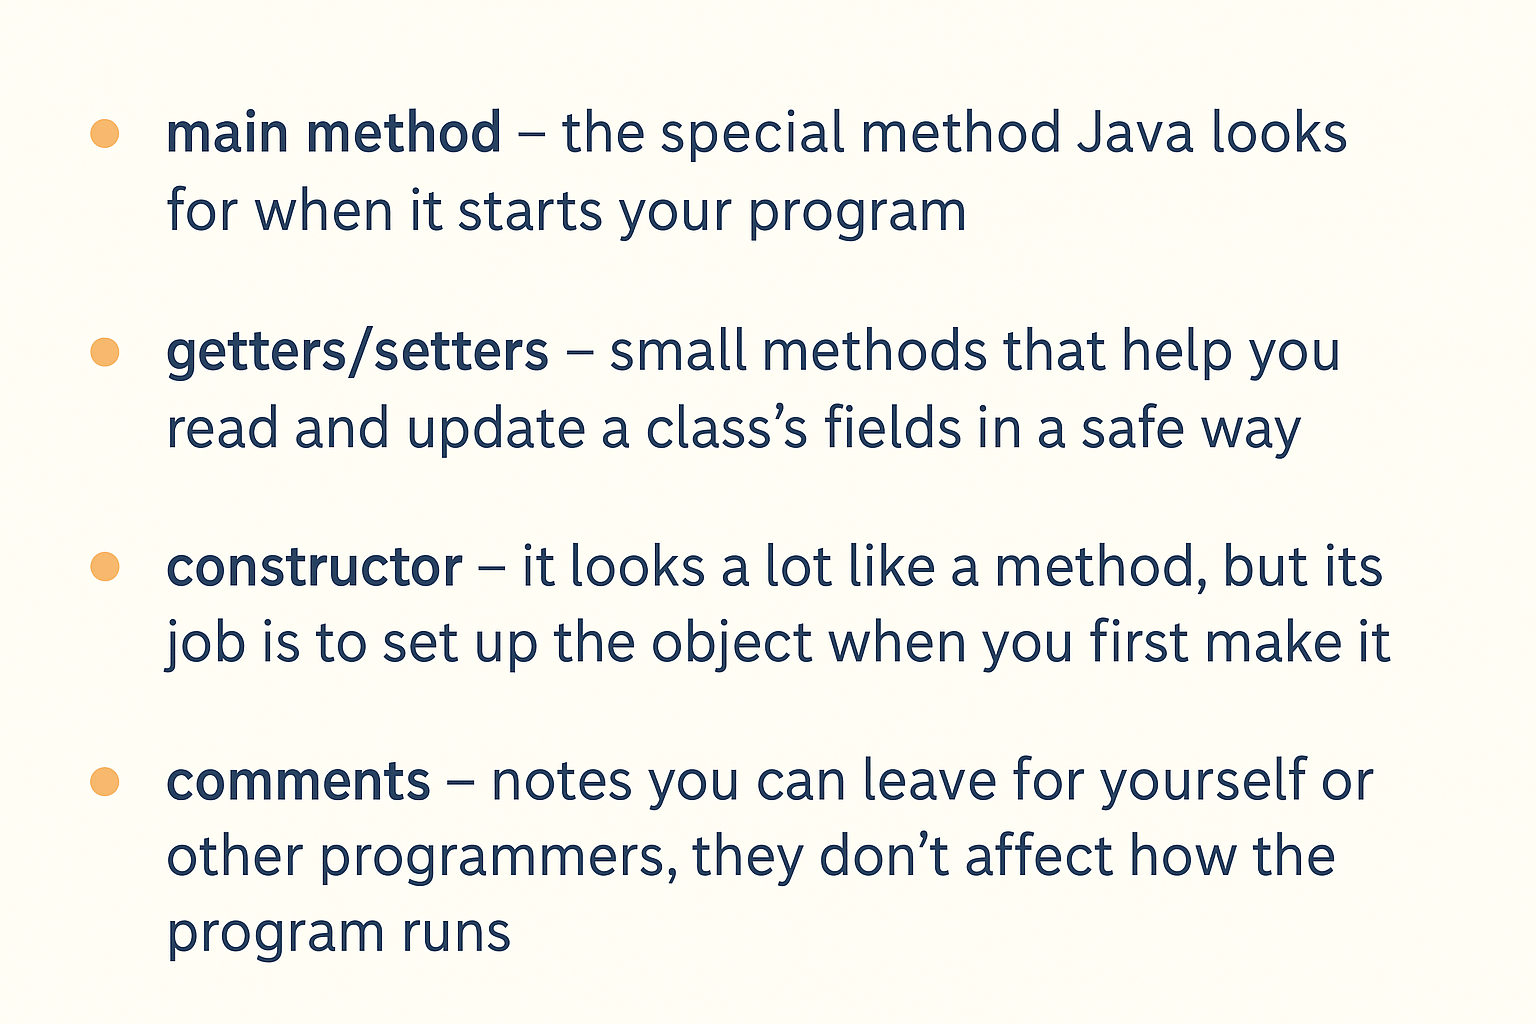 • main method – the special method Java looks
for when it starts your program
• getters/setters – small methods that help you
read and update a class’s fields in a safe way
• constructor – it looks a lot like a method, but its
job is to set up the object when you first make it
• comments – notes you can leave for yourself or
other programmers, they don’t affect how the
program runs